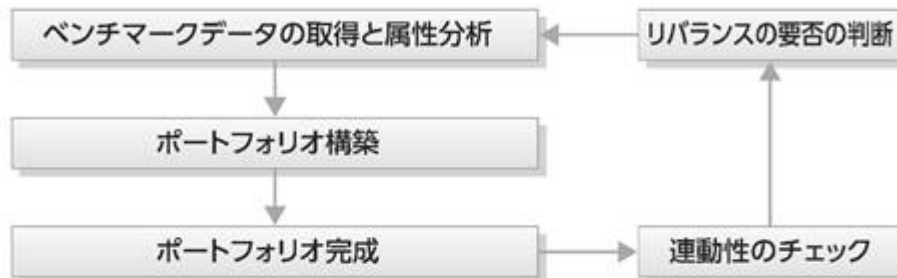 ベンチマークデータの取得と属性分析
リバランスの要否の判断
ポートフォリオ構築
ポートフォリオ完成
連動性のチェック